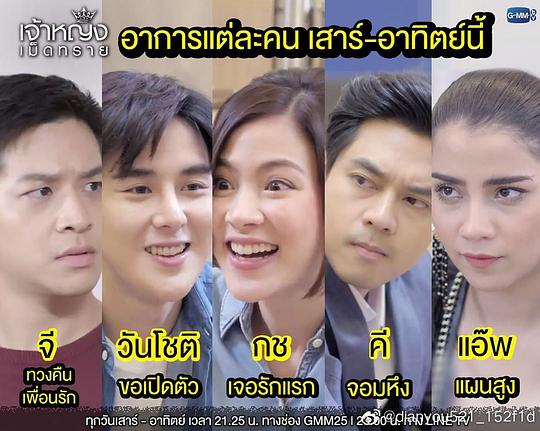 เจ้าหญิง
เม็ดทราย
อาการแต่ละคน เสาร์-อาทิตย์นี้
GMM
จี
ทวงคืน
เพื่อนรัก
วันโชติ
ขอเปิดตัว
กช
เจอรักแรก
คี
จอมหึง
แอ๊พ
แผนสูง
ทุกวันเสาร์ - อาทิตย์ เวลา 21.25 น. ทางช่อง GMM25 I
LINE TV
@dianyou521_152f1d